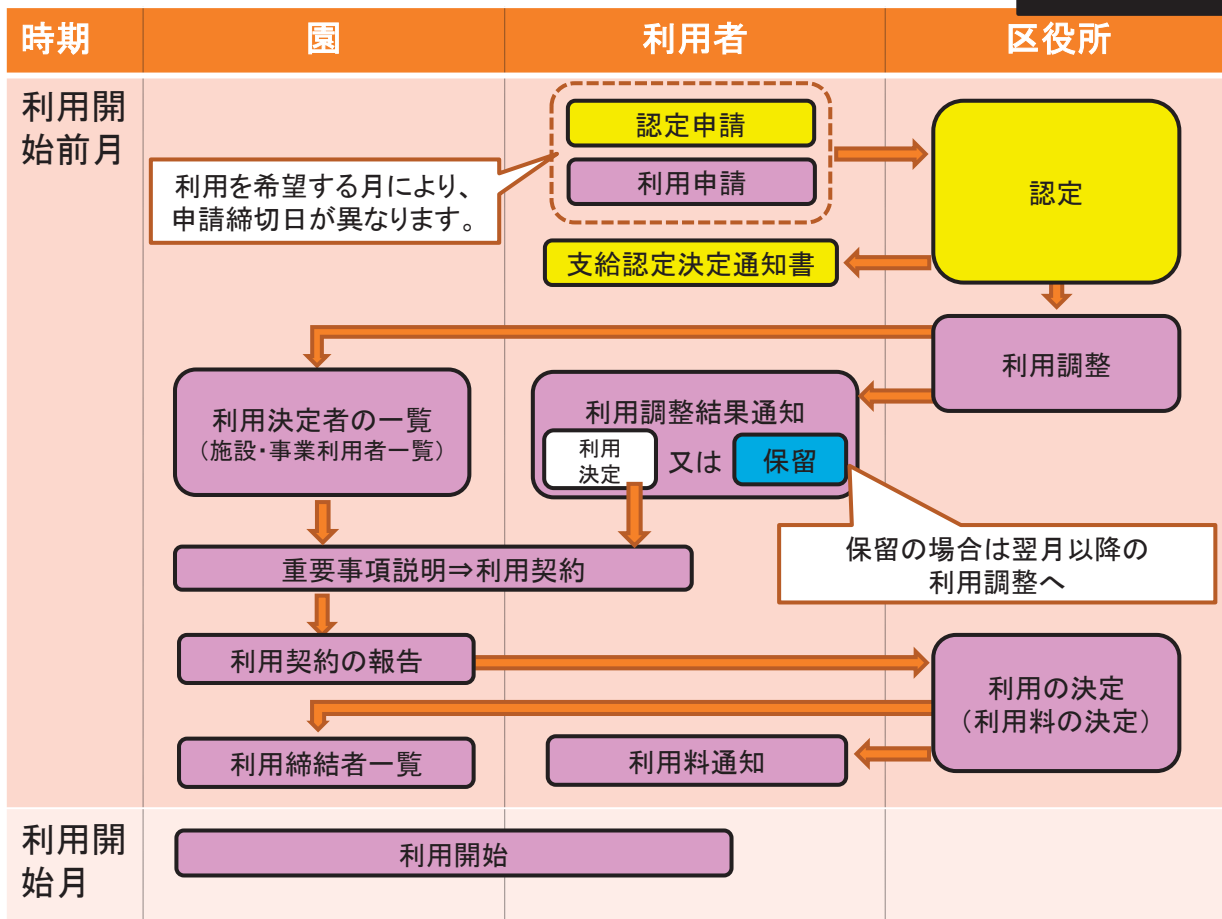 時期
園
利用者
区役所
利用開
始前月
認定申請
利用申請
利用を希望する月により、
申請締切日が異なります。
認定
支給認定決定通知書
利用調整
利用決定者の一覧
（施設・事業利用者一覧）
利用調整結果通知
利用
決定
又は
保留
保留の場合は翌月以降の
利用調整へ
重要事項説明⇒利用契約
利用契約の報告
利用の決定
（利用料の決定）
利用締結者一覧
利用料通知
利用開
始月
利用開始